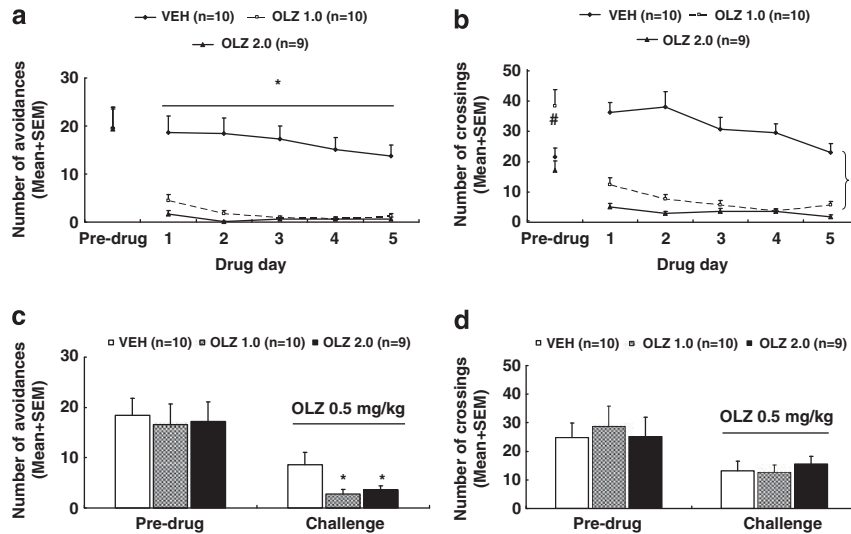 a
VEH (n=10) OLZ 1.0 (n=10)
OLZ 2.0 (n=9)
Number of avoidances
(Mean+SEM)
30
20
10
0
*
Pre-drug 1 2 3 4 5
Drug day
b
VEH (n=10) OLZ 1.0 (n=10)
OLZ 2.0 (n=9)
Number of crossings
(Mean+SEM)
50
40
30
20
10
0
#
Pre-drug 1 2 3 4 5
Drug day
c
VEH (n=10) OLZ 1.0 (n=10) OLZ 2.0 (n=9)
Number of avoidances
(Mean+SEM)
30
20
10
0
OLZ 0.5 mg/kg
* *
Pre-drug Challenge
d
VEH (n=10) OLZ 1.0 (n=10) OLZ 2.0 (n=9)
Number of crossings
(Mean+SEM)
50
40
30
20
10
0
OLZ 0.5 mg/kg
Pre-drug Challenge